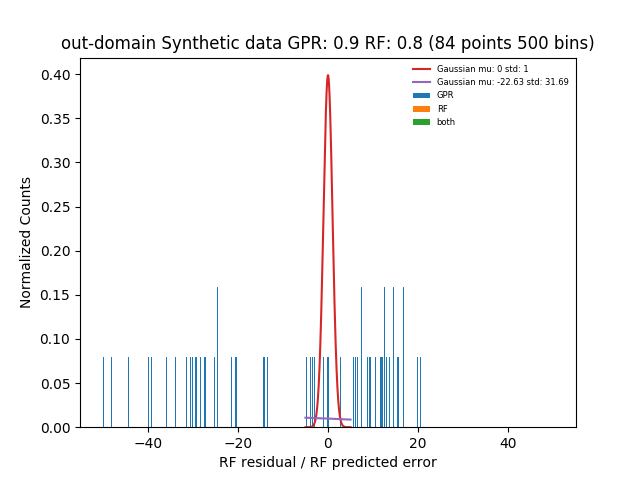 out-domain Synthetic data GPR: 0.9 RF: 0.8 (84 points 500 bins)
Gaussian mu: 0 std: 1
Gaussian mu: -22.63 std: 31.69
GPR
RF
both
Normalized Counts
0.40
0.35
0.30
0.25
0.20
0.15
0.10
0.05
0.00
−40 −20 0 20 40
RF residual / RF predicted error